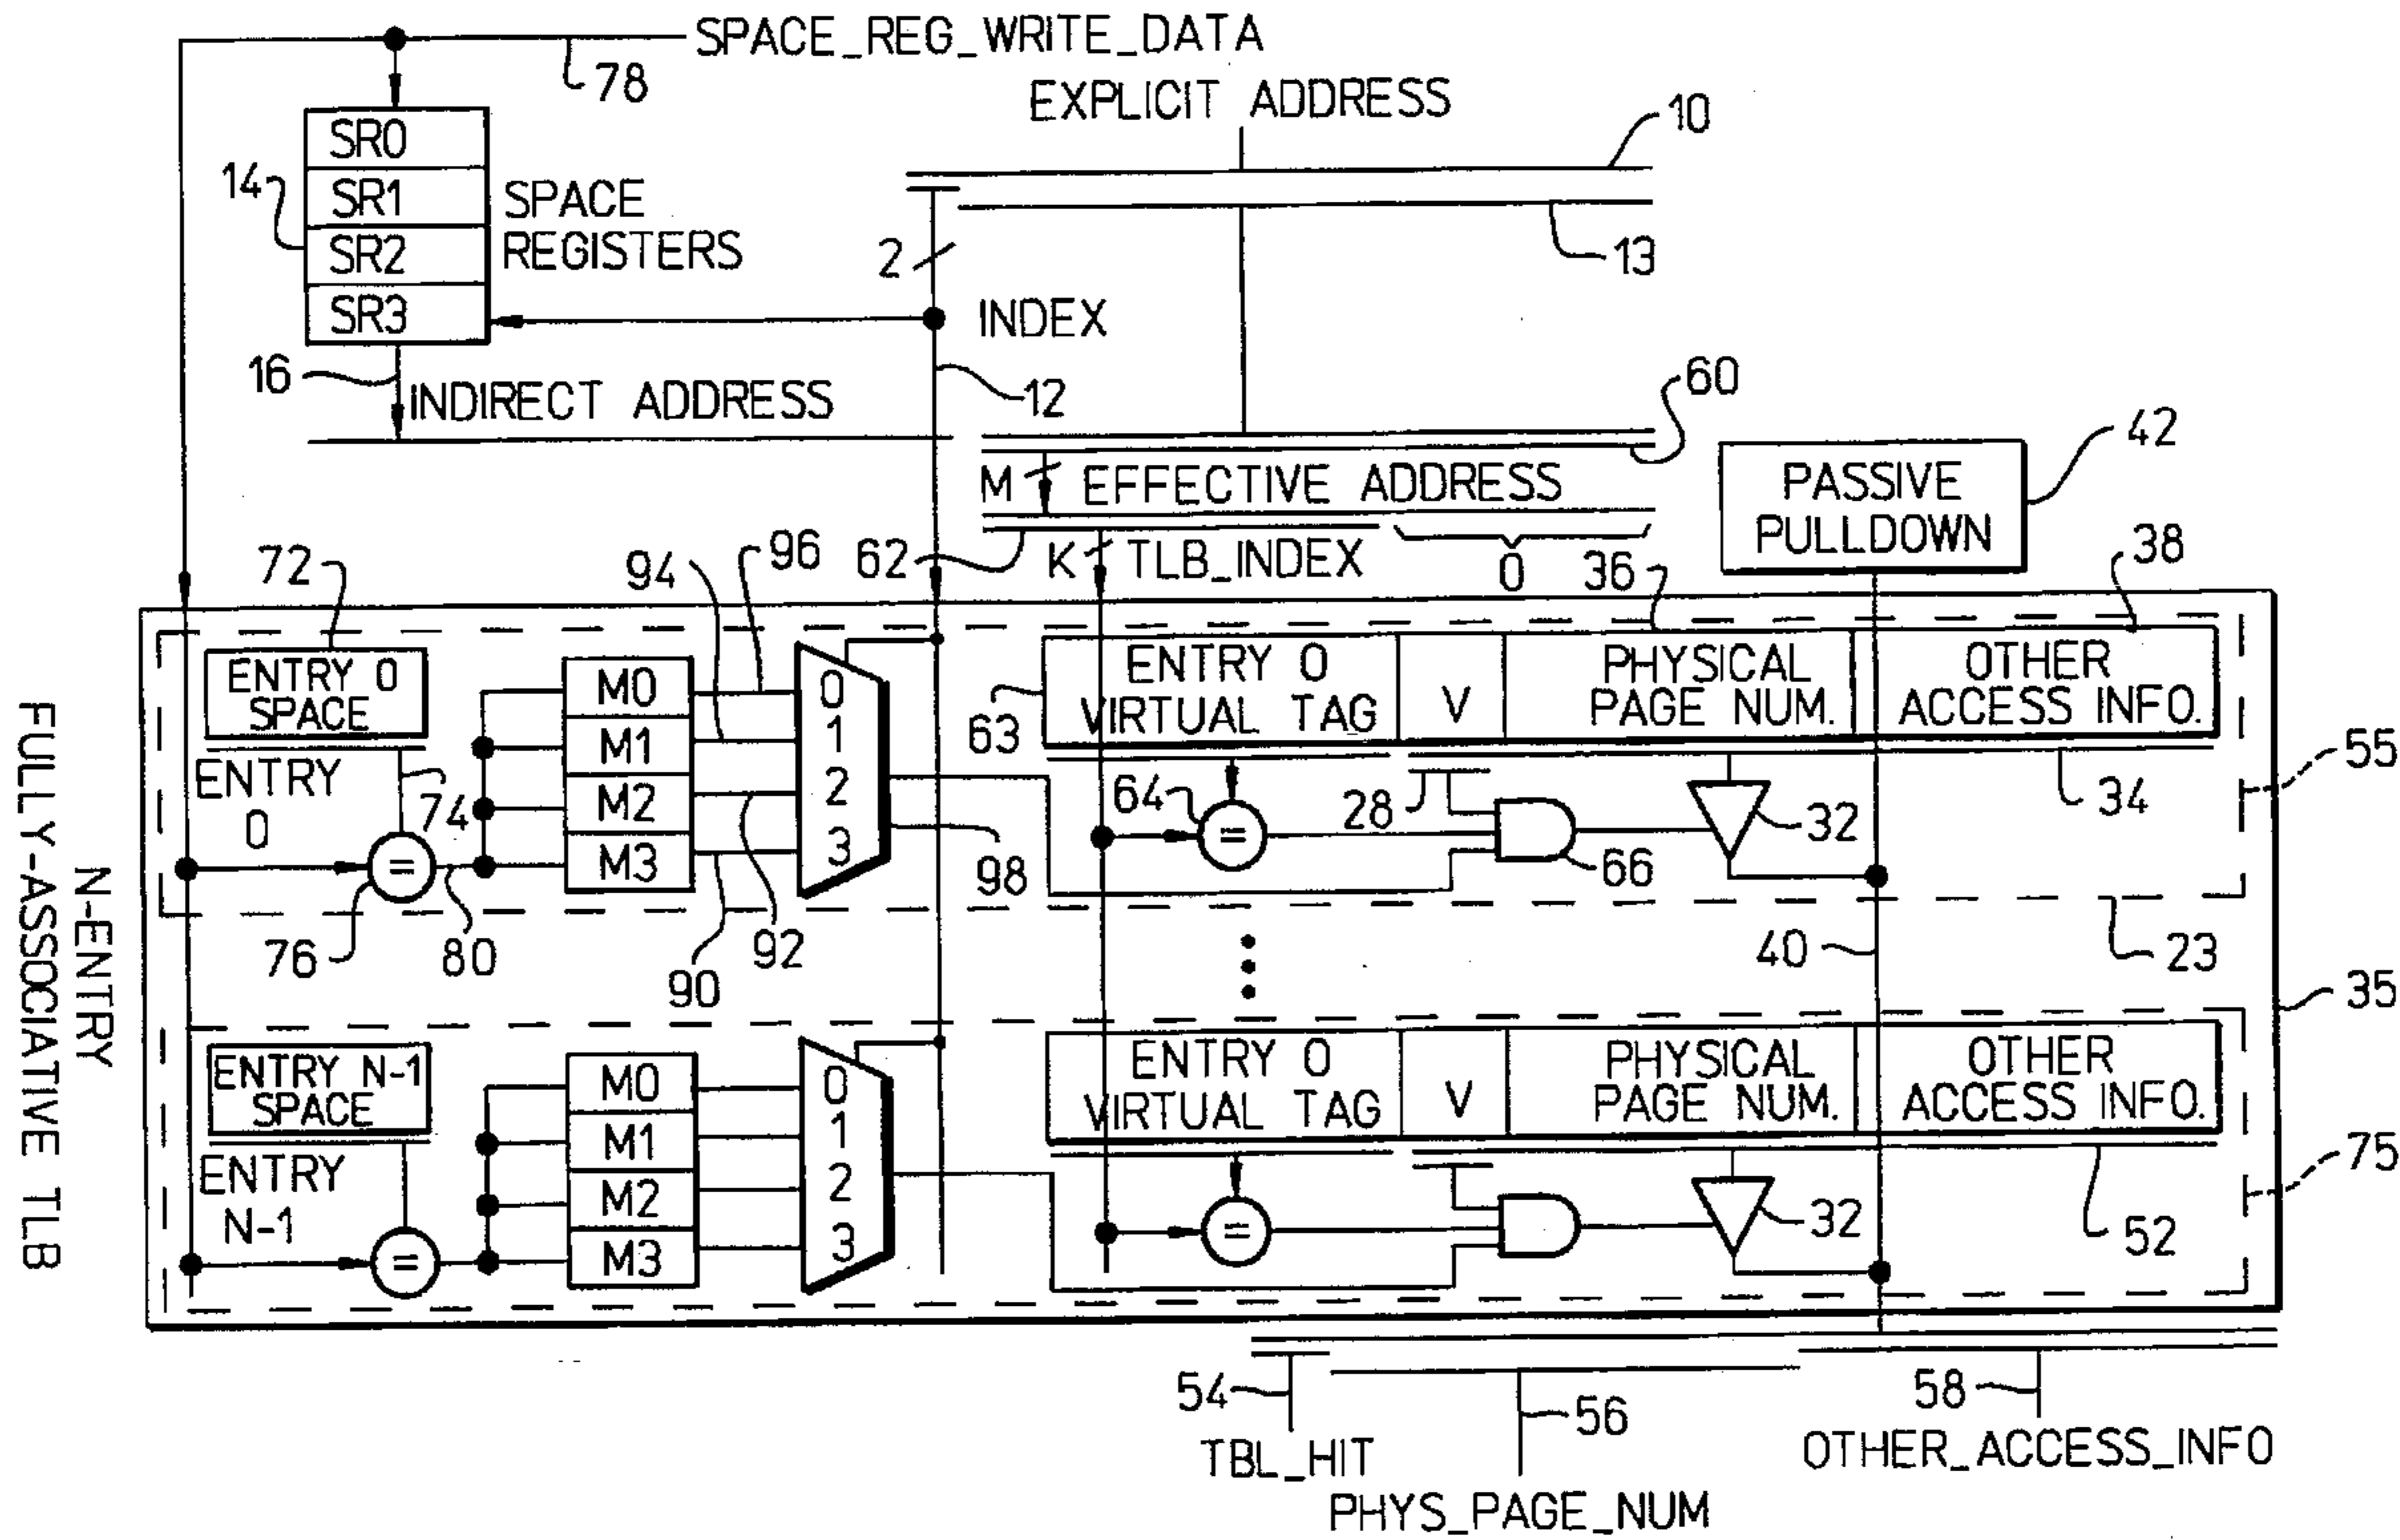 SPACE_REG_WRITE_DATA
78
EXPLICIT ADDRESS
10
SR0
SR1
SR2
SR3
14
SPACE
REGISTERS
2
13
INDEX
16
INDIRECT ADDRESS
12
60
42
M
EFFECTIVE ADDRESS
PASSIVE
PULLDOWN
72
94
96
62
K
TLB_INDEX
0
36
38
ENTRY 0
SPACE
M0
M1
M2
M3
0
1
2
3
63
ENTRY 0
VIRTUAL TAG
V
PHYSICAL
PAGE NUM.
OTHER
ACCESS INFO.
55
ENTRY
0
74
64
28
32
34
98
66
76
80
90
92
40
23
35
N-ENTRY
FULLY-ASSOCIATIVE TLB
ENTRY N-1
SPACE
M0
M1
M2
M3
0
1
2
3
ENTRY 0
VIRTUAL TAG
V
PHYSICAL
PAGE NUM.
OTHER
ACCESS INFO.
75
ENTRY
N-1
=
=
=
=
32
52
54
56
58
TBL_HIT
PHYS_PAGE_NUM
OTHER_ACCESS_INFO